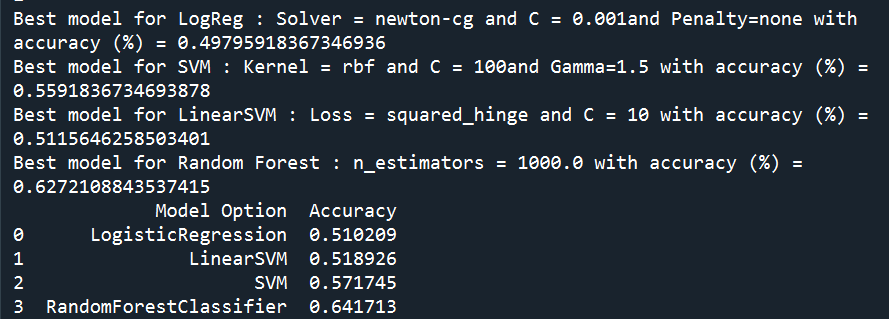 Best model for LogReg : Solver = newton-cg and C = 0.001and Penalty=none with
accuracy (%) = 0.49795918367346936
Best model for SVM : Kernel = rbf and C = 100and Gamma=1.5 with accuracy (%) =
0.5591836734693878
Best model for LinearSVM : Loss = squared_hinge and C = 10 with accuracy (%) =
0.5115646258503401
Best model for Random Forest : n_estimators = 1000.0 with accuracy (%) =
0.6272108843537415
Model Option Accuracy
0 LogisticRegression 0.510209
1 LinearSVM 0.518926
2 SVM 0.571745
3 RandomForestClassifier 0.641713